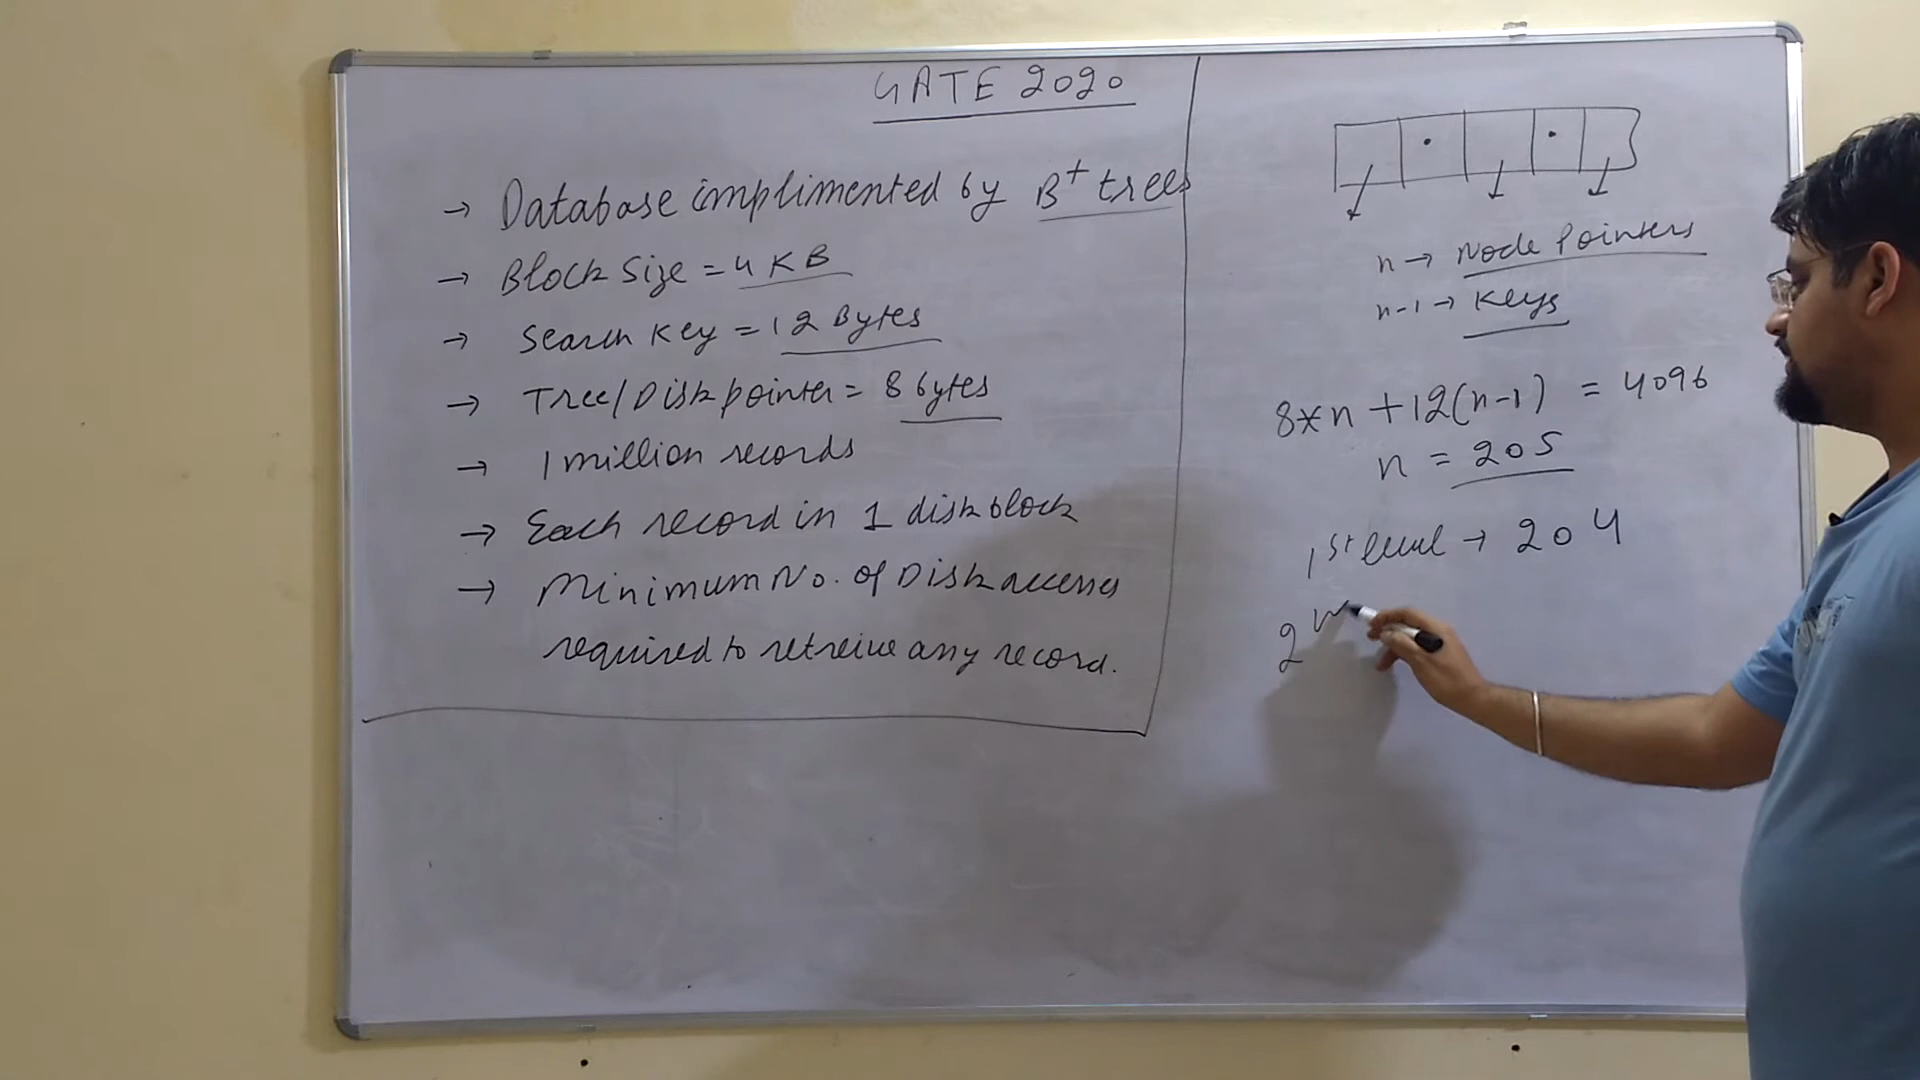 GATE 2020
→ Database implimented by B+ trees
→ Block Size = 4 KB
→ Search Key = 12 Bytes
→ Tree/Disk pointer = 8 bytes
→ 1 million records
→ Each record in 1 disk block
→ Minimum No. of Disk accesses
required to retreive any record.
n → Node Pointers
n-1 → Keys
8*n + 12(n-1) = 4096
n = 205
1st level → 204
2n